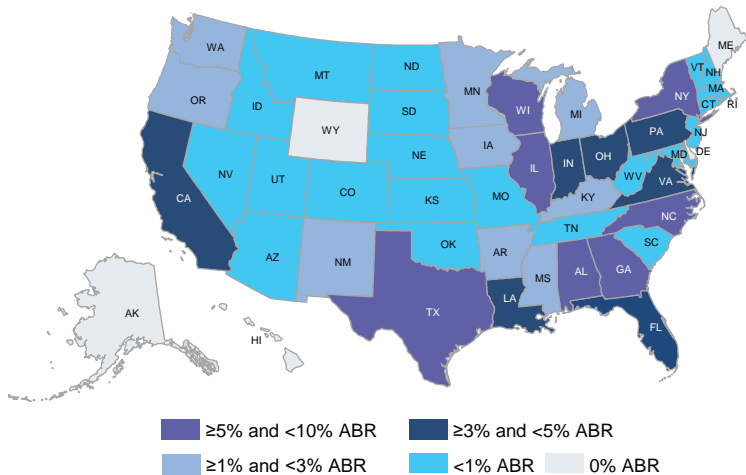 ME
WA
VT
NH
MT
ND
MN
MA
NY
OR
CT
RI
ID
WI
SD
MI
WY
PA
NJ
IA
NE
OH
MD
DE
IN
IL
NV
WV
UT
VA
CO
CA
KS
MO
KY
NC
TN
OK
AZ
AR
SC
NM
MS
AL
GA
LA
TX
FL
AK
HI
≥5% and <10% ABR
≥3% and <5% ABR
≥1% and <3% ABR
<1% ABR
0% ABR